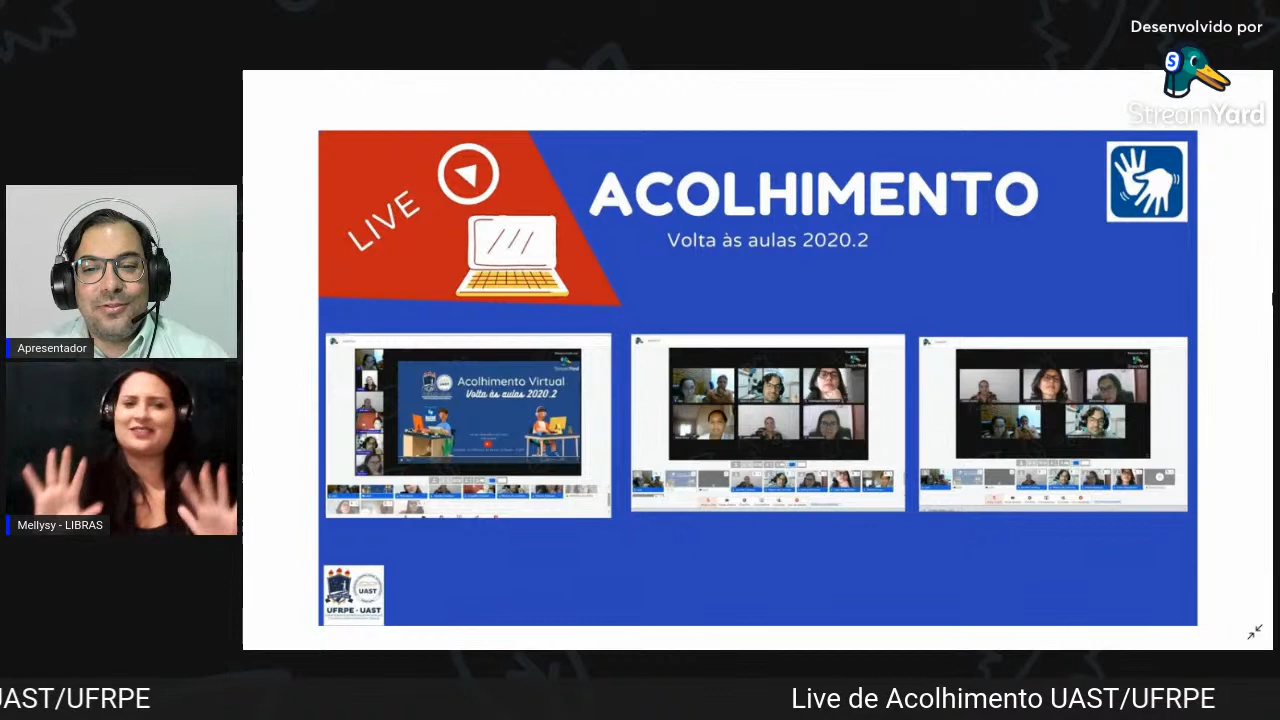 Desenvolvido por
StreamYard
LIVE
ACOLHIMENTO
Volta às aulas 2020.2
Acolhimento Virtual
Volta às aulas 2020.2
Apresentador
Mellysy - LIBRAS
UAST
UFRPE - UAST
UAST/UFRPE
Live de Acolhimento UAST/UFRPE